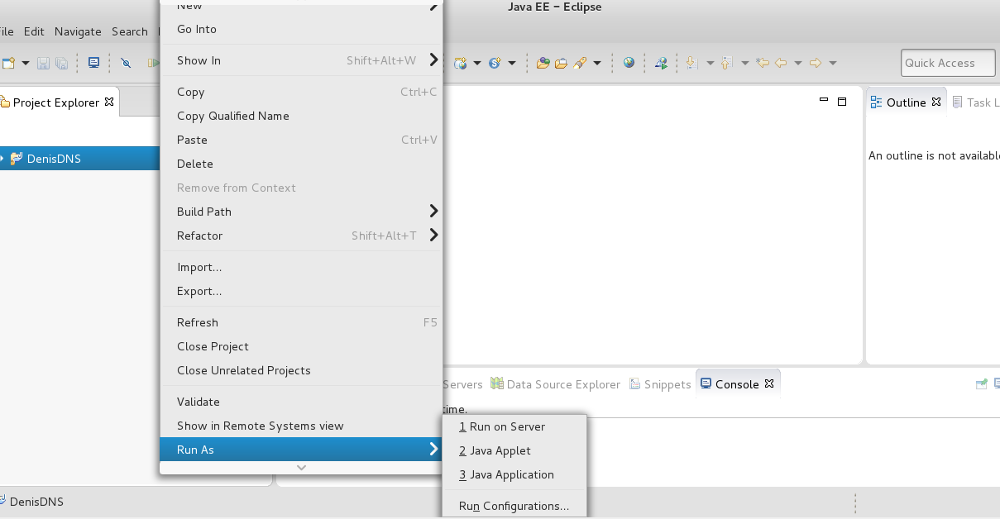 Java EE – Eclipse
New
File Edit Navigate Search
Go Into
Show In Shift+Alt+W
Quick Access
Copy Ctrl+C
Project Explorer
Outline Task L
Copy Qualified Name
Paste Ctrl+V
DenisDNS
An outline is not available
Delete
Remove from Context
Build Path
Refactor Shift+Alt+T
Import...
Export...
Refresh F5
Close Project
Close Unrelated Projects
Servers Data Source Explorer Snippets Console
Validate
time.
Show in Remote Systems view
1 Run on Server
Run As
2 Java Applet
3 Java Application
DenisDNS
Run Configurations...